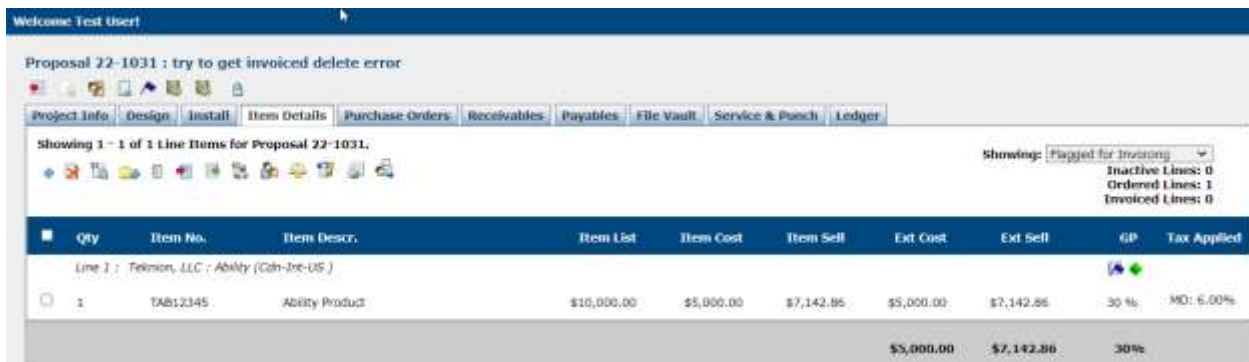 Welcome Test User!
Proposal 22-1031 : try to get invoiced delete error
Project Info Design Install Item Details Purchase Orders Receivables Payables File Vault Service & Punch Ledger
Showing 1 - 1 of 1 Line Items for Proposal 22-1031.
Showing: Flagged for Invoicing
Inactive Lines: 0
Ordered Lines: 1
Invoiced Lines: 0
Qty Item No. Item Descr. Item List Item Cost Item Sell Ext Cost Ext Sell GP Tax Applied
Line 1 : Teknion, LLC : Ability (Cdn-Int-US )
1 TAB12345 Ability Product $10,000.00 $5,000.00 $7,142.86 $5,000.00 $7,142.86 30 % MD: 6.00%
$5,000.00 $7,142.86 30%